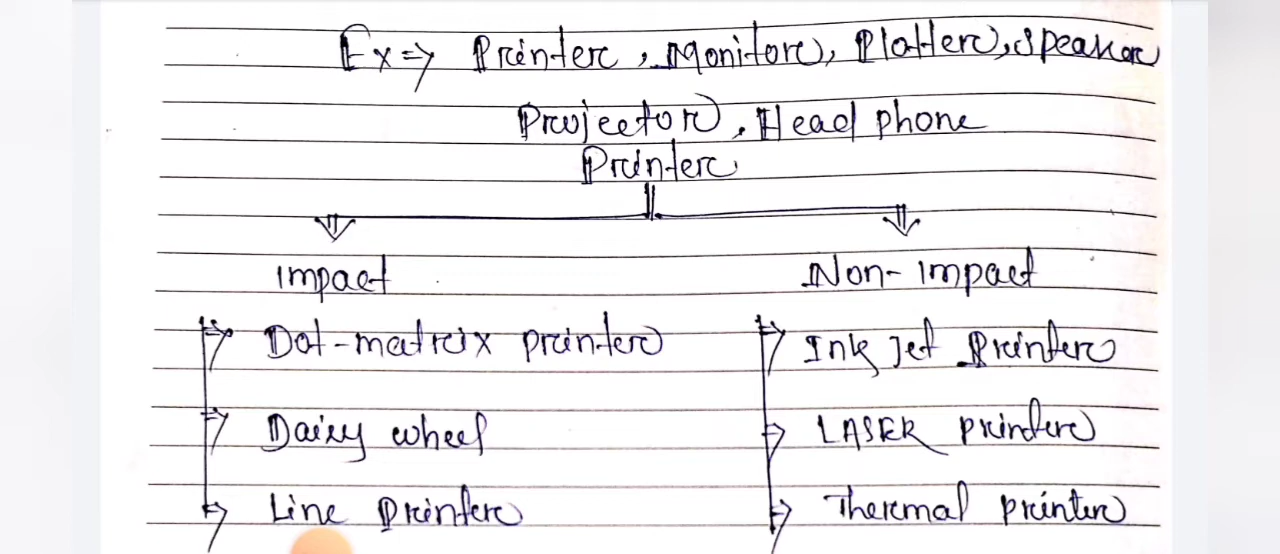 Ex⇒ Printer, Monitor, Plotter, Speaker
Projector, Head phone
Printer
Impact Non-Impact
⇒ Dot-matrix printer ⇒ Ink Jet Printer
⇒ Daisy wheel ⇒ LASER printer
⇒ Line Printer ⇒ Thermal printer